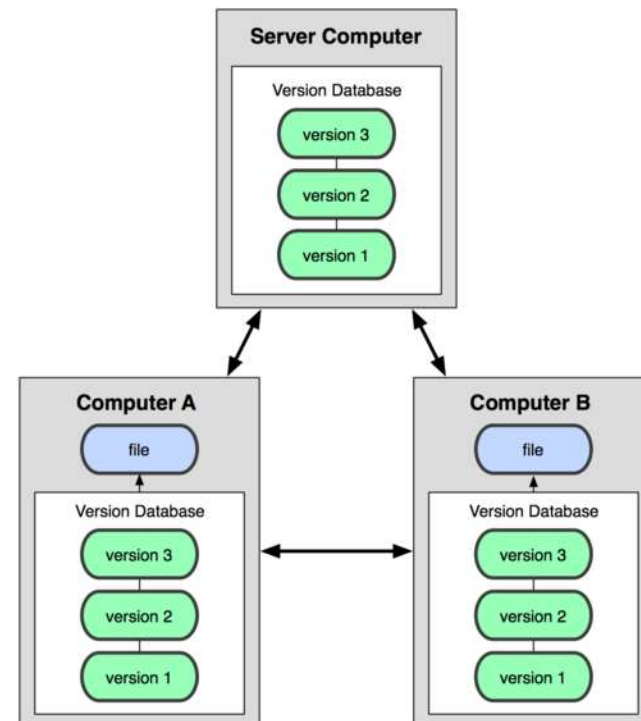 Server Computer
Version Database
version 3
version 2
version 1
Computer A
file
Version Database
version 3
version 2
version 1
Computer B
file
Version Database
version 3
version 2
version 1